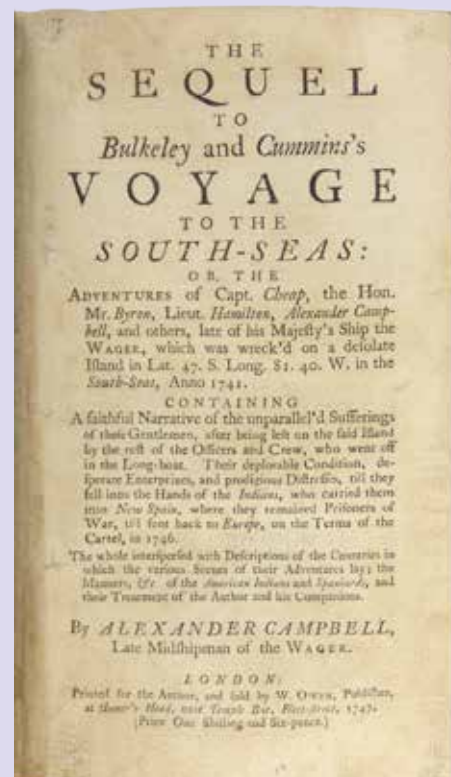 THE
SEQUEL
TO
Bulkeley and Cummins's
VOYAGE
TO THE
SOUTH-SEAS:
OR, THE
ADVENTURES of Capt. Cheap, the Hon.
Mr. Byron, Lieut. Hamilton, Alexander Camp-
bell, and others, late of his Majeſty's Ship the
WAGER, which was wreck'd on a deſolate
Iſland in Lat. 47. S. Long. 81. 40. W. in the
South-Seas, Anno 1741.
CONTAINING
A faithful Narrative of the unparallel'd Sufferings
of theſe Gentlemen, after being left on the ſaid Iſland
by the reſt of the Officers and Crew, who went off
in the Long-boat. Their deplorable Condition, de-
ſperate Enterprizes, and prodigious Diſtreſſes, till they
fell into the Hands of the Indians, who carried them
into New Spain, where they remained Priſoners of
War, till ſent back to Europe, on the Terms of the
Cartel, in 1746.
The whole interſperſed with Deſcriptions of the Countries in
which the various Scenes of their Adventures lay; the
Manners, &c. of the American Indians and Spaniards, and
their Treatment of the Author and his Companions.
By ALEXANDER CAMPBELL,
Late Midſhipman of the WAGER.
LONDON:
Printed for the Author, and ſold by W. OWEN, Publiſher,
at Homer's Head, near Temple Bar, Fleet-ſtreet, 1747.
(Price One Shilling and Six-pence.)